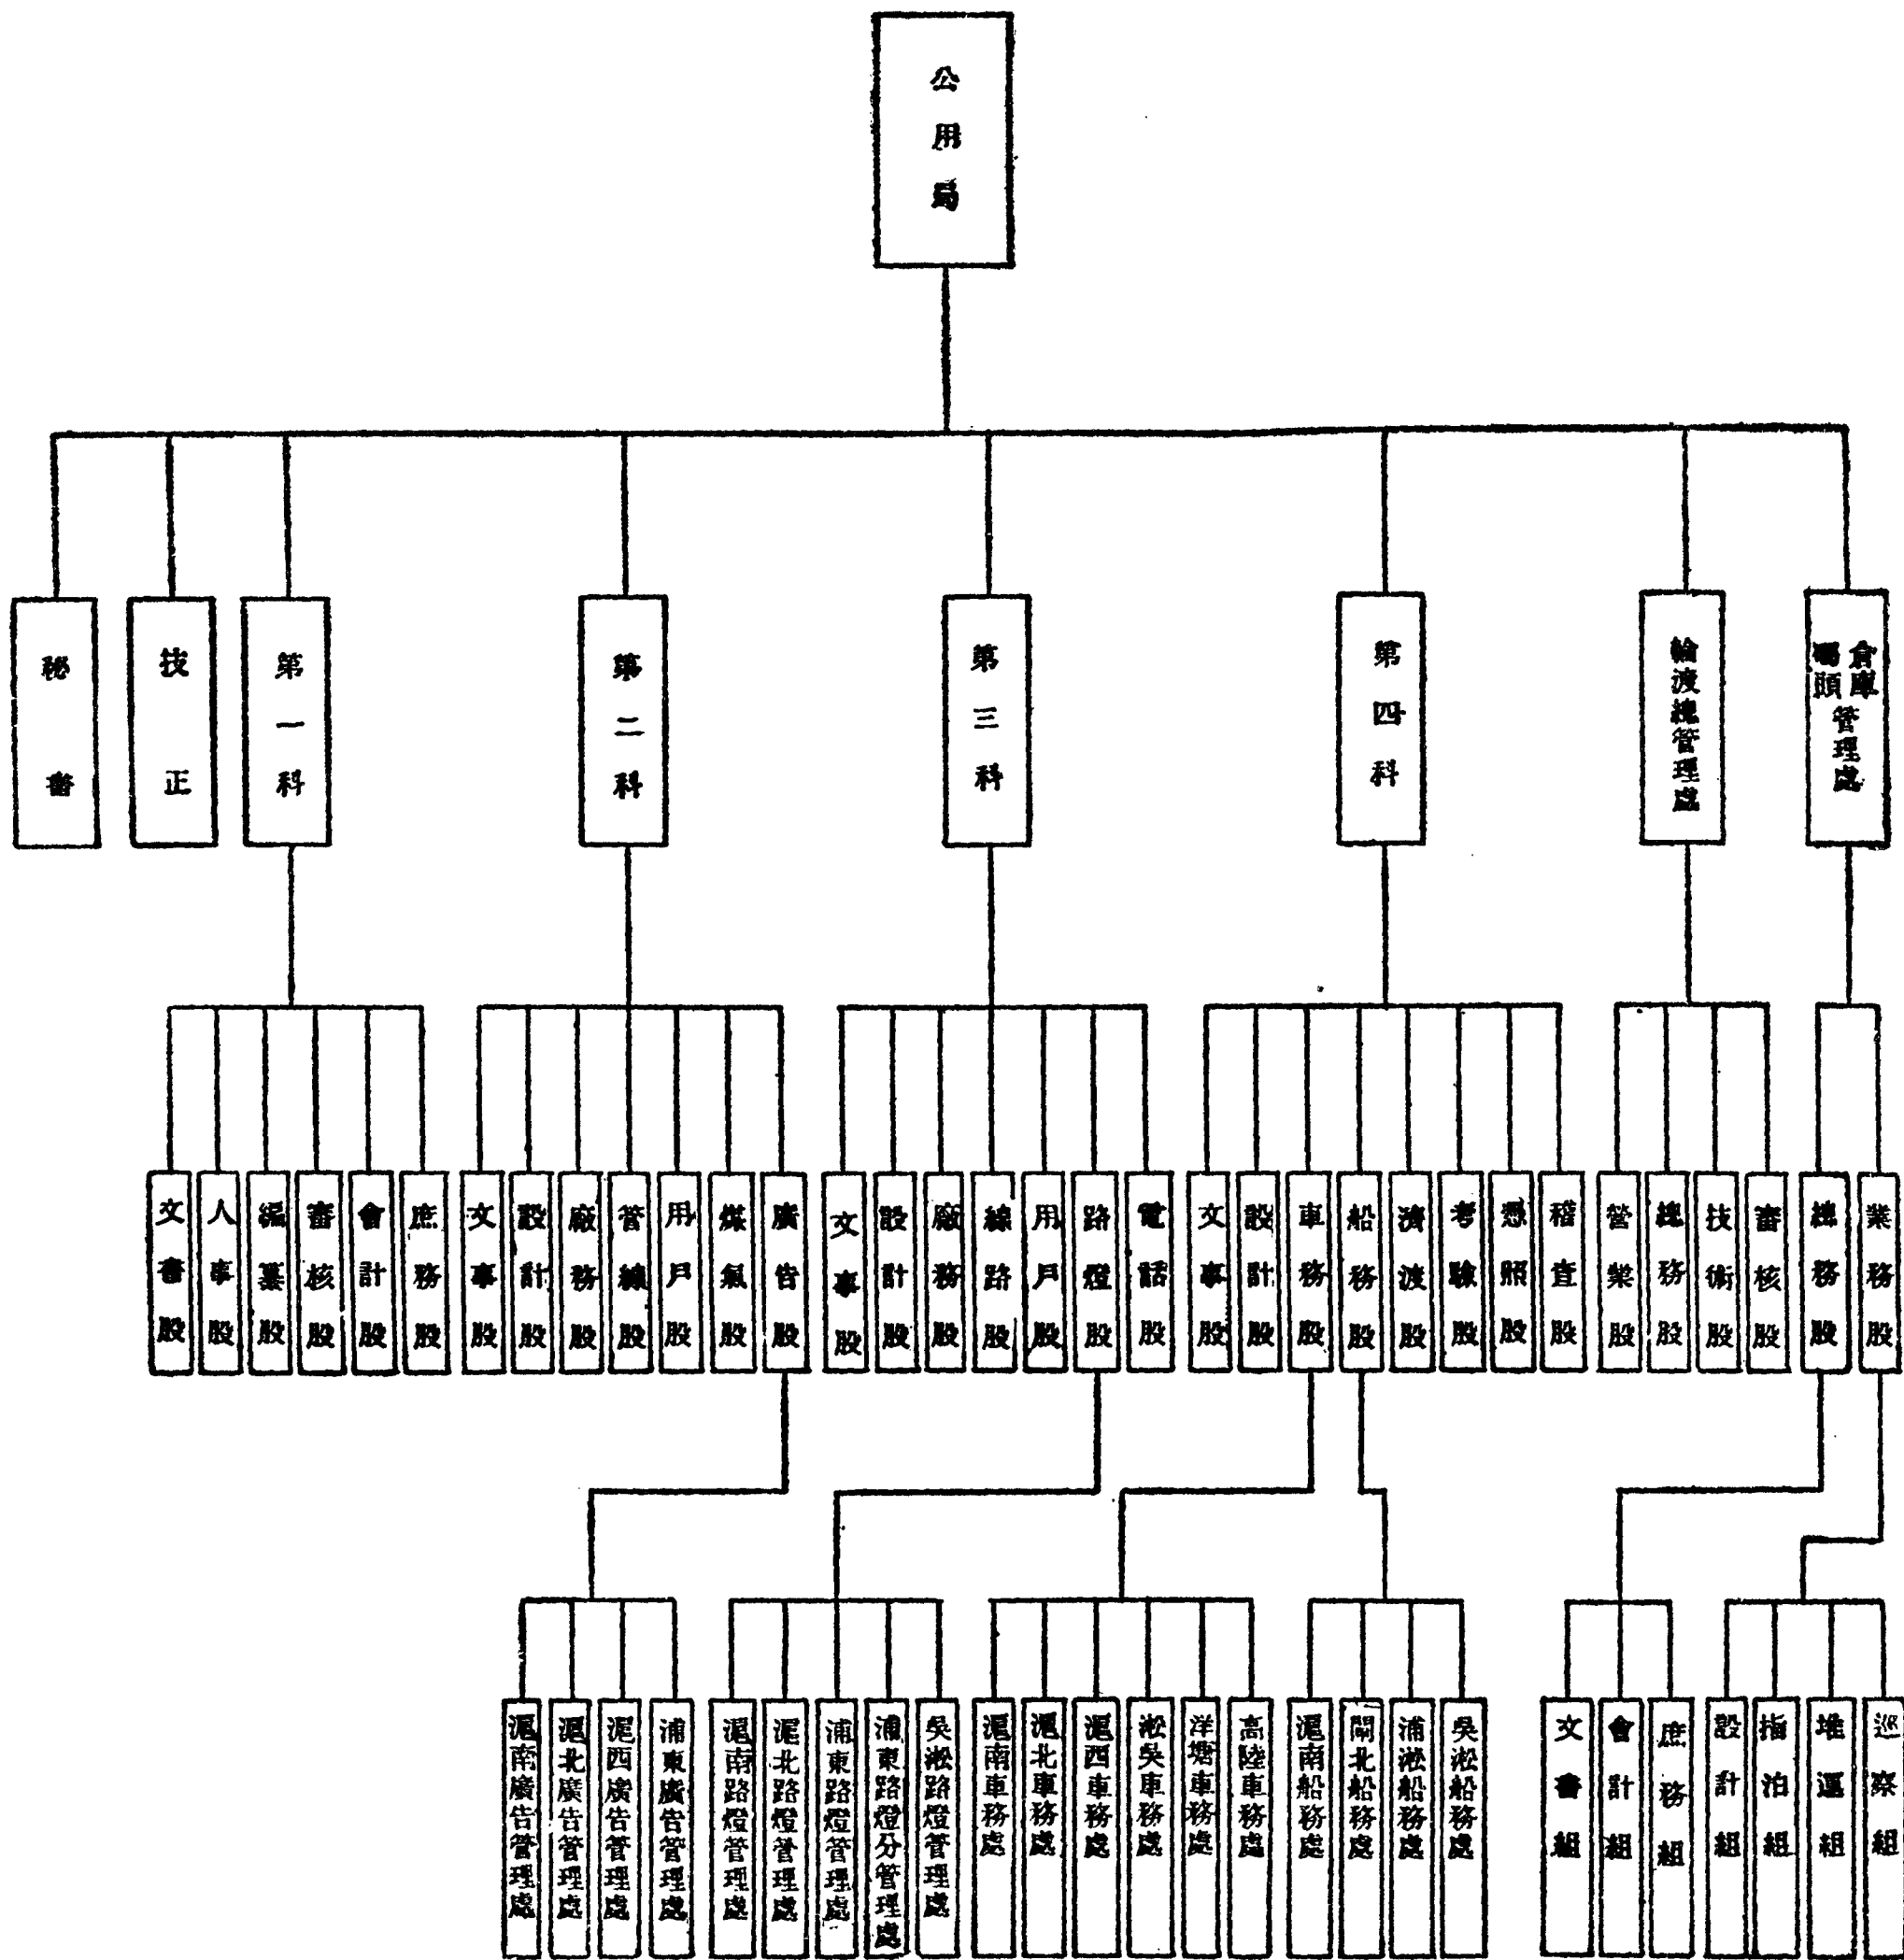 公用局
秘書
技正
第一科
第二科
第三科
第四科
輪渡總管理處
倉庫碼頭管理處
文書股
人事股
編纂股
審核股
會計股
庶務股
文事股
設計股
廠務股
管線股
用戶股
煤氣股
廣告股
文事股
設計股
廠務股
線路股
用戶股
路燈股
電話股
文事股
設計股
車務股
船務股
濟渡股
考驗股
憑照股
稽查股
營業股
總務股
技術股
審核股
總務股
業務股
滬南廣告管理處
滬北廣告管理處
滬西廣告管理處
浦東廣告管理處
滬南路燈管理處
滬北路燈管理處
浦東路燈管理處
浦東路燈分管理處
吳淞路燈管理處
滬南車務處
滬北車務處
滬西車務處
淞吳車務處
洋塘車務處
高陸車務處
滬南船務處
閘北船務處
浦淞船務處
吳淞船務處
文書組
會計組
庶務組
設計組
指泊組
堆運組
巡察組